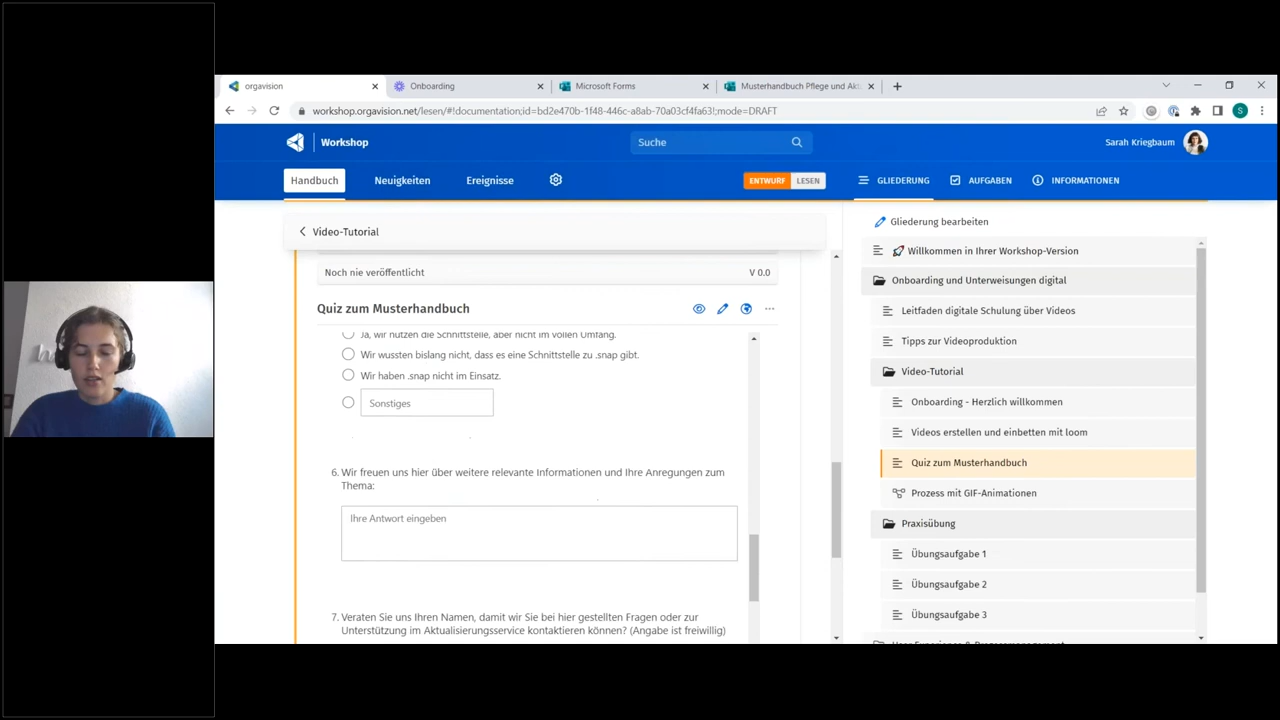 orgavision
Onboarding
Microsoft Forms
Musterhandbuch Pflege und Akt
workshop.orgavision.net/lesen/#!documentation;id=bd2e470b-1f48-446c-a8ab-70a03cf4fa63!;mode=DRAFT
S
Workshop
Suche
Sarah Kriegbaum
Handbuch
Neuigkeiten
Ereignisse
ENTWURF
LESEN
GLIEDERUNG
AUFGABEN
INFORMATIONEN
Video-Tutorial
Noch nie veröffentlicht
V 0.0
Quiz zum Musterhandbuch
Ja, wir nutzen die Schnittstelle, aber nicht im vollen Umfang.
Wir wussten bislang nicht, dass es eine Schnittstelle zu .snap gibt.
Wir haben .snap nicht im Einsatz.
Sonstiges
6. Wir freuen uns hier über weitere relevante Informationen und Ihre Anregungen zum
Thema:
Ihre Antwort eingeben
7. Veraten Sie uns Ihren Namen, damit wir Sie bei hier gestellten Fragen oder zur
Unterstützung im Aktualisierungsservice kontaktieren können? (Angabe ist freiwillig)
Gliederung bearbeiten
Willkommen in Ihrer Workshop-Version
Onboarding und Unterweisungen digital
Leitfaden digitale Schulung über Videos
Tipps zur Videoproduktion
Video-Tutorial
Onboarding - Herzlich willkommen
Videos erstellen und einbetten mit loom
Quiz zum Musterhandbuch
Prozess mit GIF-Animationen
Praxisübung
Übungsaufgabe 1
Übungsaufgabe 2
Übungsaufgabe 3